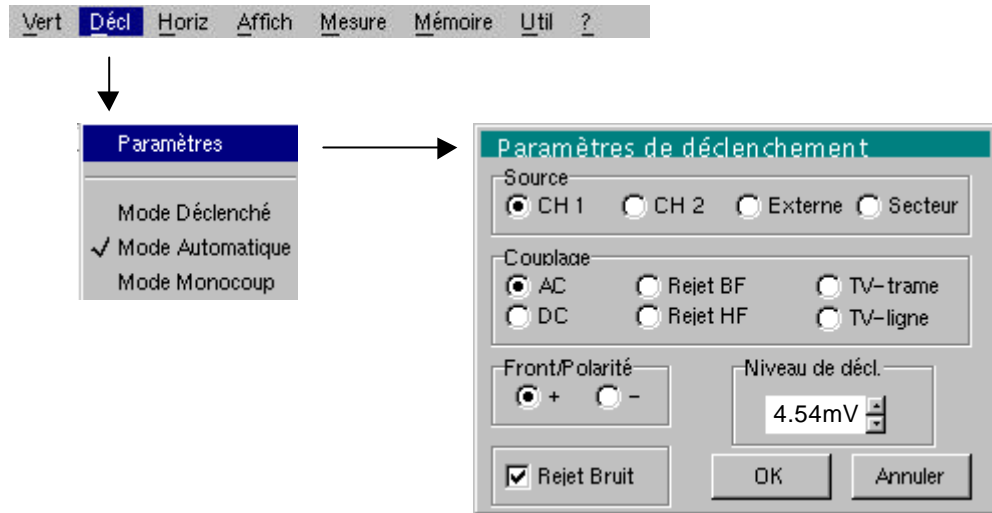 Vert Décl Horiz Affich Mesure Mémoire Util ?
Paramètres
Mode Déclenché
✓ Mode Automatique
Mode Monocoup
Paramètres de déclenchement
Source
CH 1 CH 2 Externe Secteur
Couplage
AC Rejet BF TV-trame
DC Rejet HF TV-ligne
Front/Polarité
+ -
Niveau de décl.
4.54mV
Rejet Bruit
OK Annuler